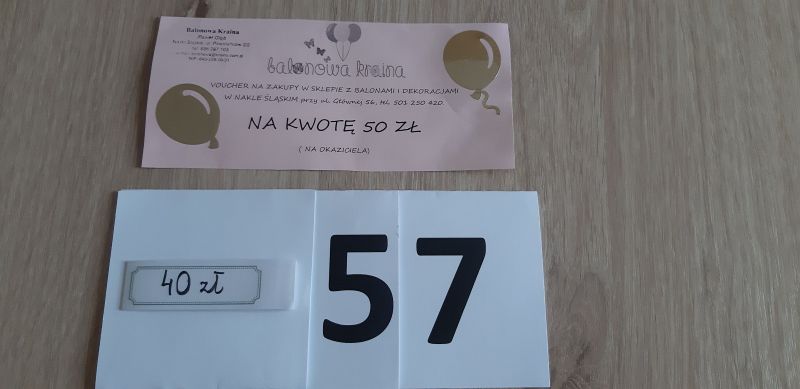 Balonowa Kraina
balonowa kraina
VOUCHER NA ZAKUPY W SKLEPIE Z BALONAMI I DEKORACJAMI
W NAKLE ŚLĄSKIM przy ul. Głównej 56, tel. 501 250 420.
NA KWOTĘ 50 ZŁ
( NA OKAZICIELA)
40 zł
57